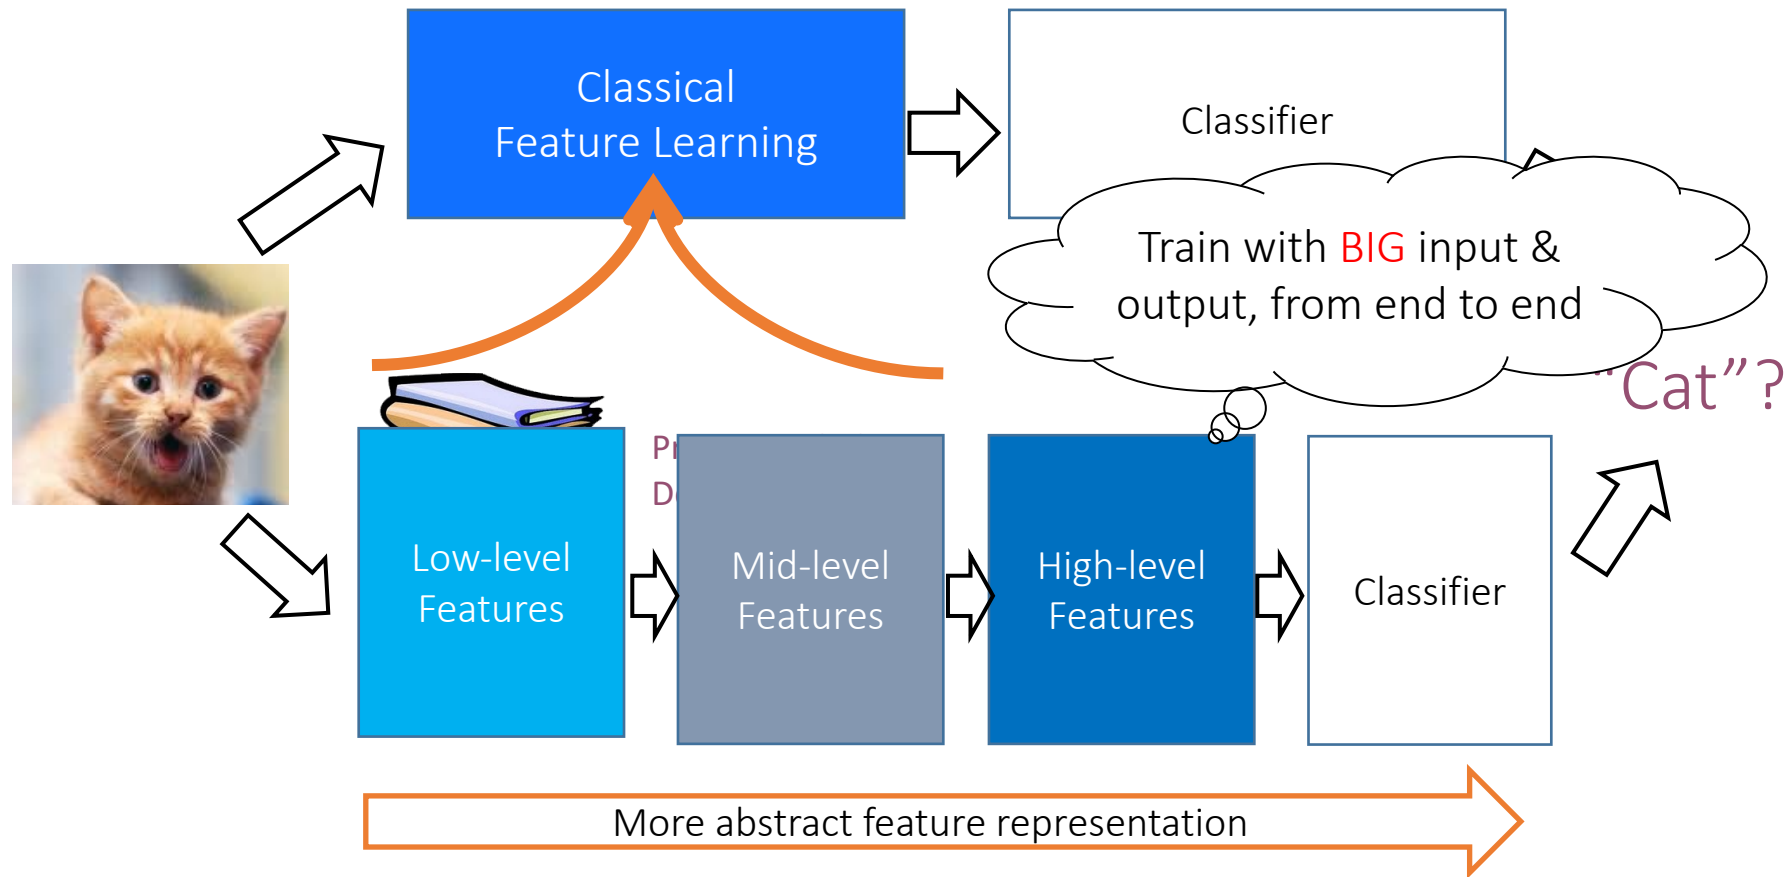 Classical
Feature Learning
Classifier
Train with BIG input &
output, from end to end
“Cat”?
Low-level
Features
Mid-level
Features
High-level
Features
Classifier
More abstract feature representation